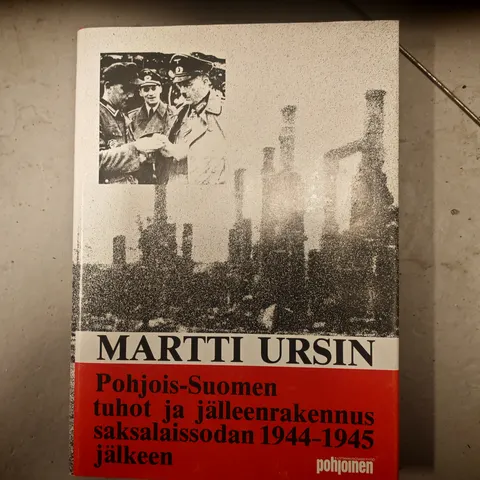 MARTTI URSIN
Pohjois-Suomen
tuhot ja jälleenrakennus
saksalaissodan 1944–1945
jälkeen
pohjoinen